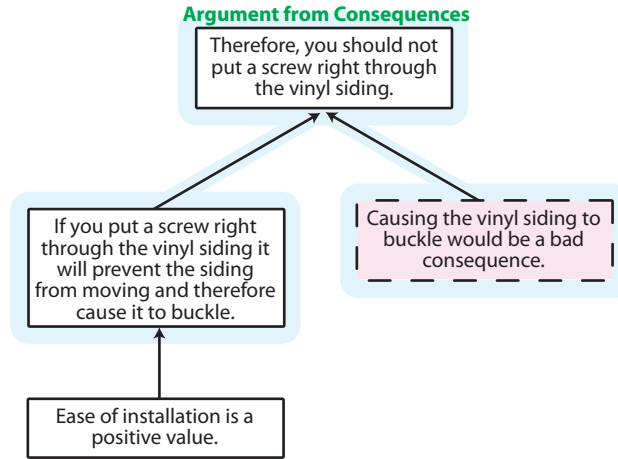 Argument from Consequences
Therefore, you should not
put a screw right through
the vinyl siding.
If you put a screw right
through the vinyl siding it
will prevent the siding
from moving and therefore
cause it to buckle.
Causing the vinyl siding to
buckle would be a bad
consequence.
Ease of installation is a
positive value.